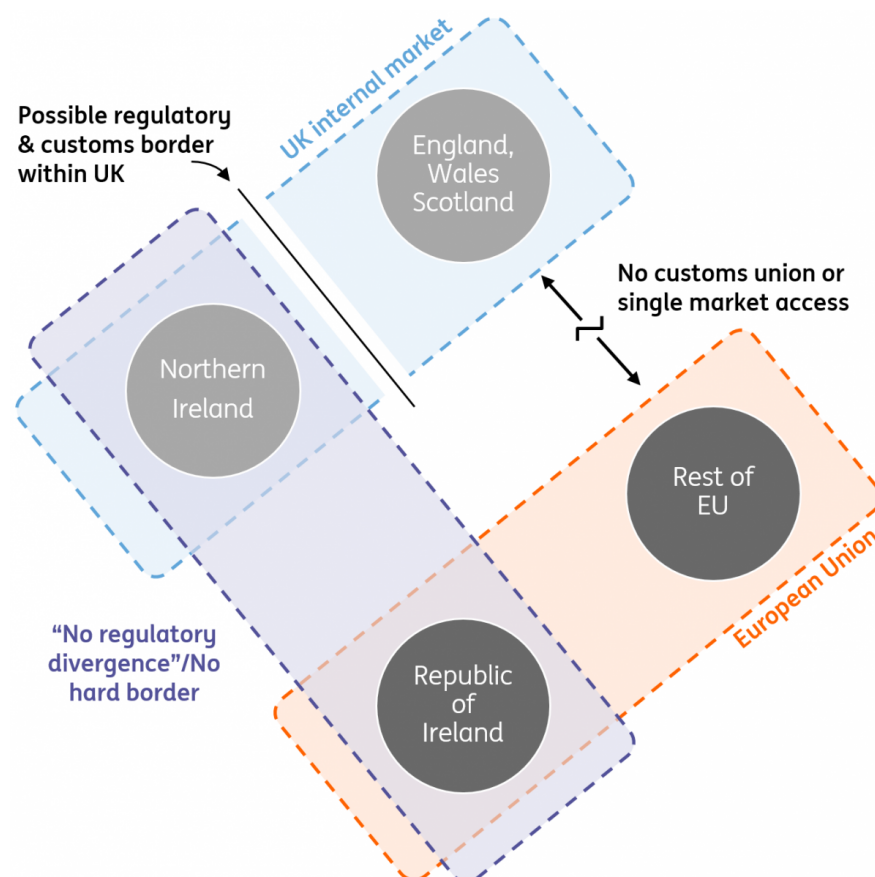 UK internal market
Possible regulatory
& customs border
within UK
England,
Wales
Scotland
No customs union or
single market access
Northern
Ireland
Rest of
EU
European Union
“No regulatory
divergence”/No
hard border
Republic
of
Ireland